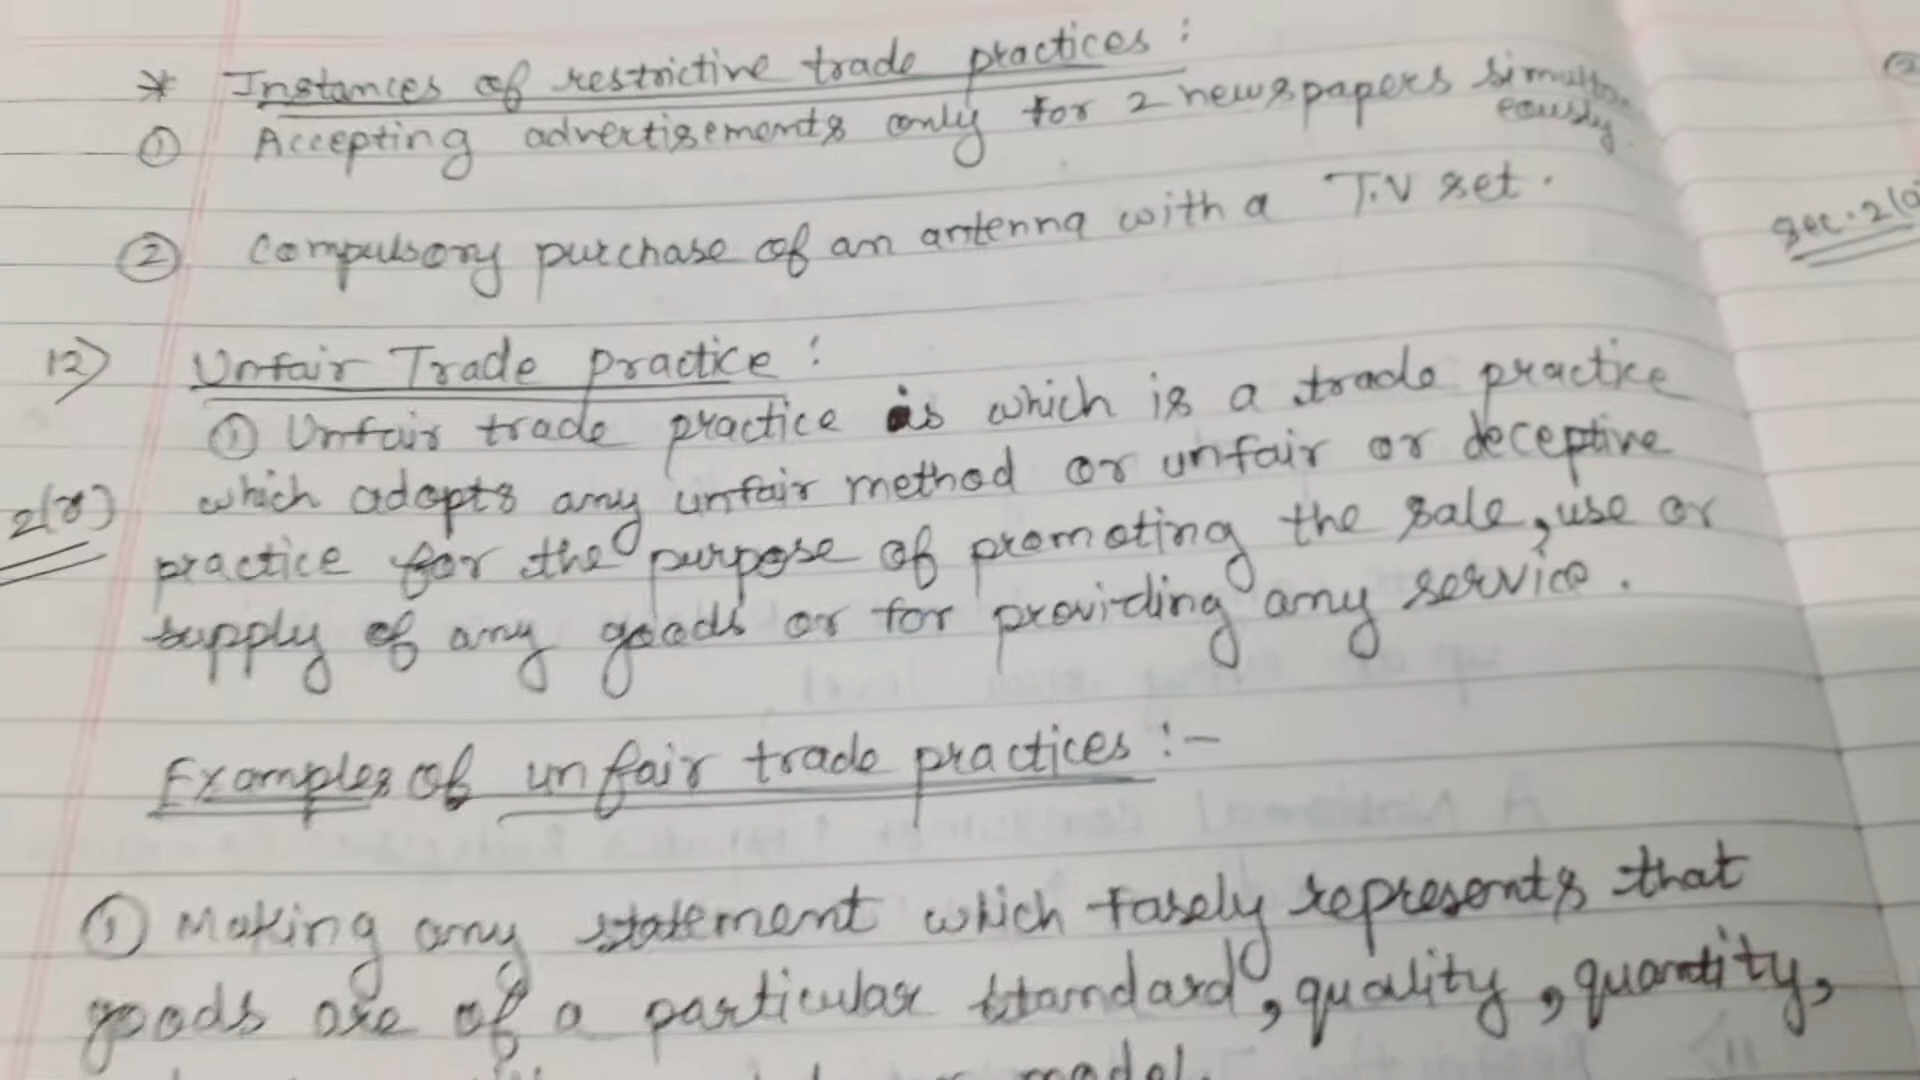 * Instances of restrictive trade practices :
① Accepting advertisements only for 2 newspapers simultaneously.
② Compulsory purchase of an antenna with a T.V set.
12) Unfair Trade practice :
① Unfair trade practice is which is a trade practice
2(r) which adopts any unfair method or unfair or deceptive
practice for the purpose of promoting the sale, use or
supply of any goods or for providing any service.
Examples of unfair trade practices :-
① Making any statement which fasely represents that
goods are of a particular standard, quality, quantity,
model.
sec. 2(o